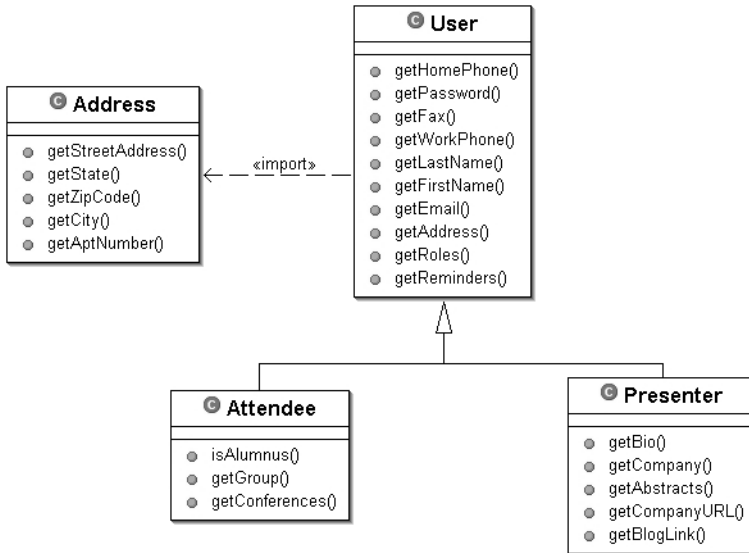 User
getHomePhone()
getPassword()
getFax()
getWorkPhone()
getLastName()
getFirstName()
getEmail()
getAddress()
getRoles()
getReminders()
Address
getStreetAddress()
getState()
getZipCode()
getCity()
getAptNumber()
«import»
Attendee
isAlumnus()
getGroup()
getConferences()
Presenter
getBio()
getCompany()
getAbstracts()
getCompanyURL()
getBlogLink()